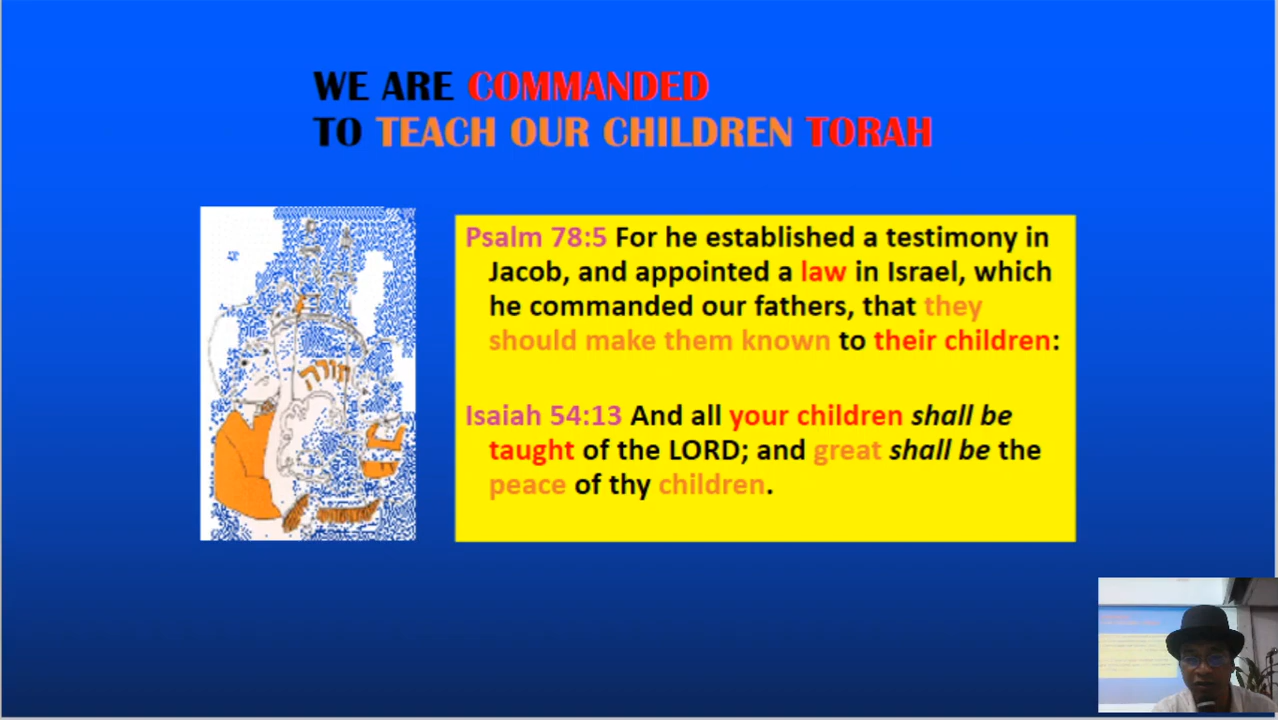 WE ARE COMMANDED
TO TEACH OUR CHILDREN TORAH
תורה
Psalm 78:5 For he established a testimony in
Jacob, and appointed a law in Israel, which
he commanded our fathers, that they
should make them known to their children:
Isaiah 54:13 And all your children shall be
taught of the LORD; and great shall be the
peace of thy children.